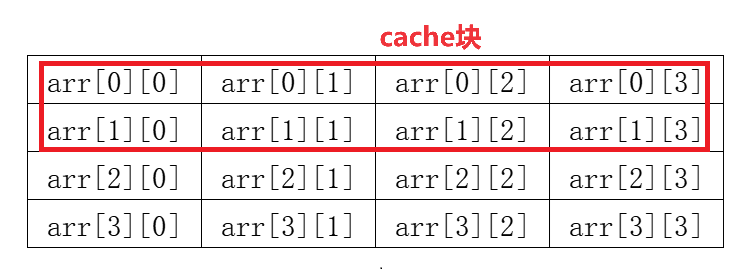 cache块
arr[0][0] arr[0][1] arr[0][2] arr[0][3]
arr[1][0] arr[1][1] arr[1][2] arr[1][3]
arr[2][0] arr[2][1] arr[2][2] arr[2][3]
arr[3][0] arr[3][1] arr[3][2] arr[3][3]